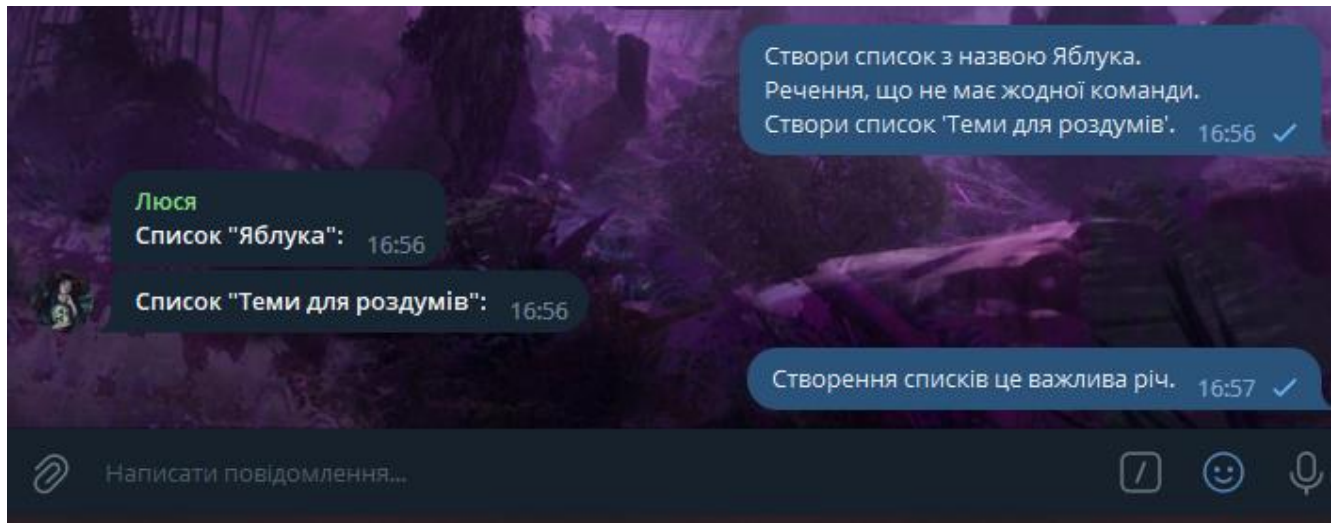 Створи список з назвою Яблука.
Речення, що не має жодної команди.
Створи список 'Теми для роздумів'. 16:56
Люся
Список "Яблука": 16:56
Список "Теми для роздумів": 16:56
Створення списків це важлива річ. 16:57
Написати повідомлення...